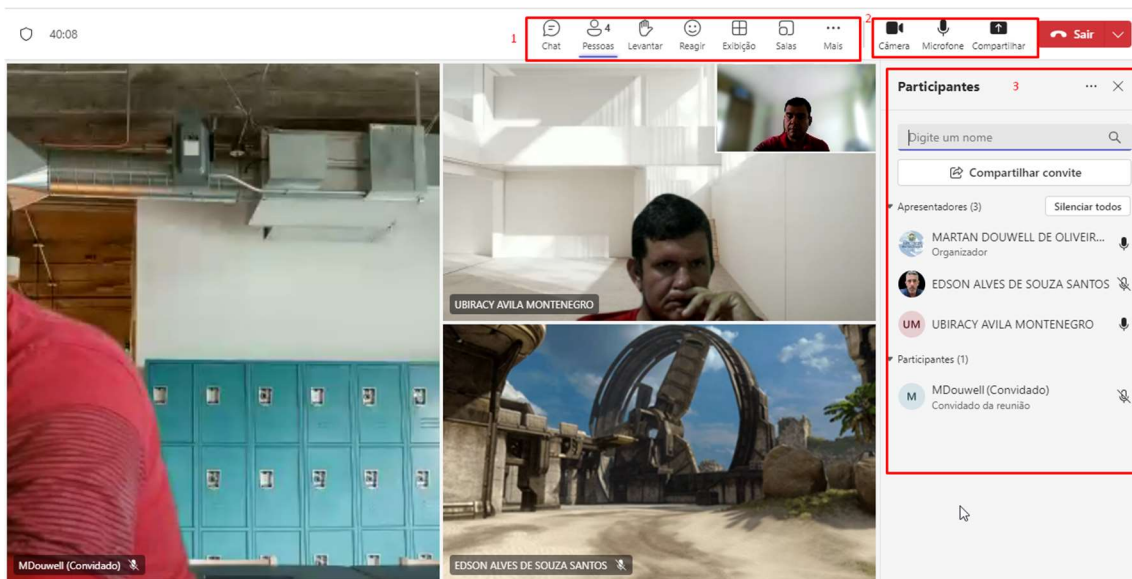 40:08
1
Chat
4
Pessoas
Levantar
Reagir
Exibição
Salas
Mais
2
Câmera
Microfone
Compartilhar
Sair
Participantes
3
Digite um nome
Compartilhar convite
Apresentadores (3)
Silenciar todos
MARTAN DOUWELL DE OLIVEIR...
Organizador
EDSON ALVES DE SOUZA SANTOS
UM
UBIRACY AVILA MONTENEGRO
Participantes (1)
M
MDouwell (Convidado)
Convidado da reunião
UBIRACY AVILA MONTENEGRO
MDouwell (Convidado)
EDSON ALVES DE SOUZA SANTOS